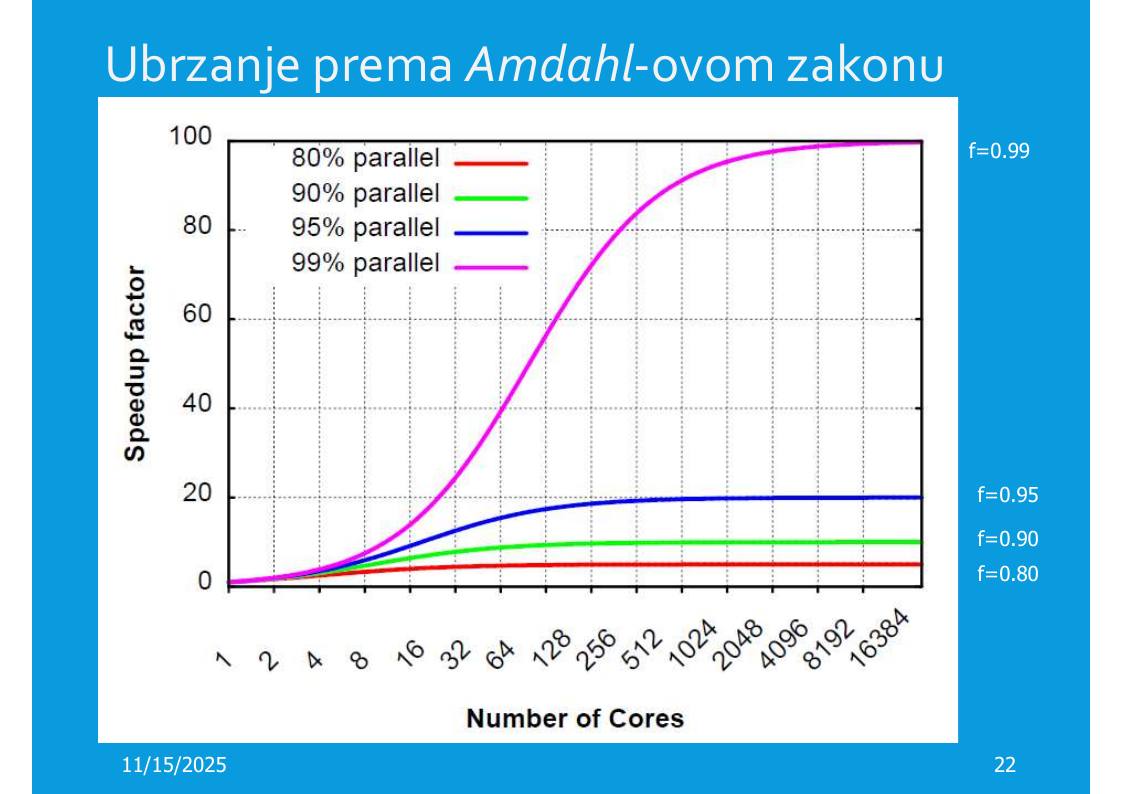 Ubrzanje prema Amdahl-ovom zakonu
100
80
60
40
20
0
Speedup factor
80% parallel
90% parallel
95% parallel
99% parallel
f=0.99
f=0.95
f=0.90
f=0.80
1 2 4 8 16 32 64 128 256 512 1024 2048 4096 8192 16384
Number of Cores
11/15/2025 22